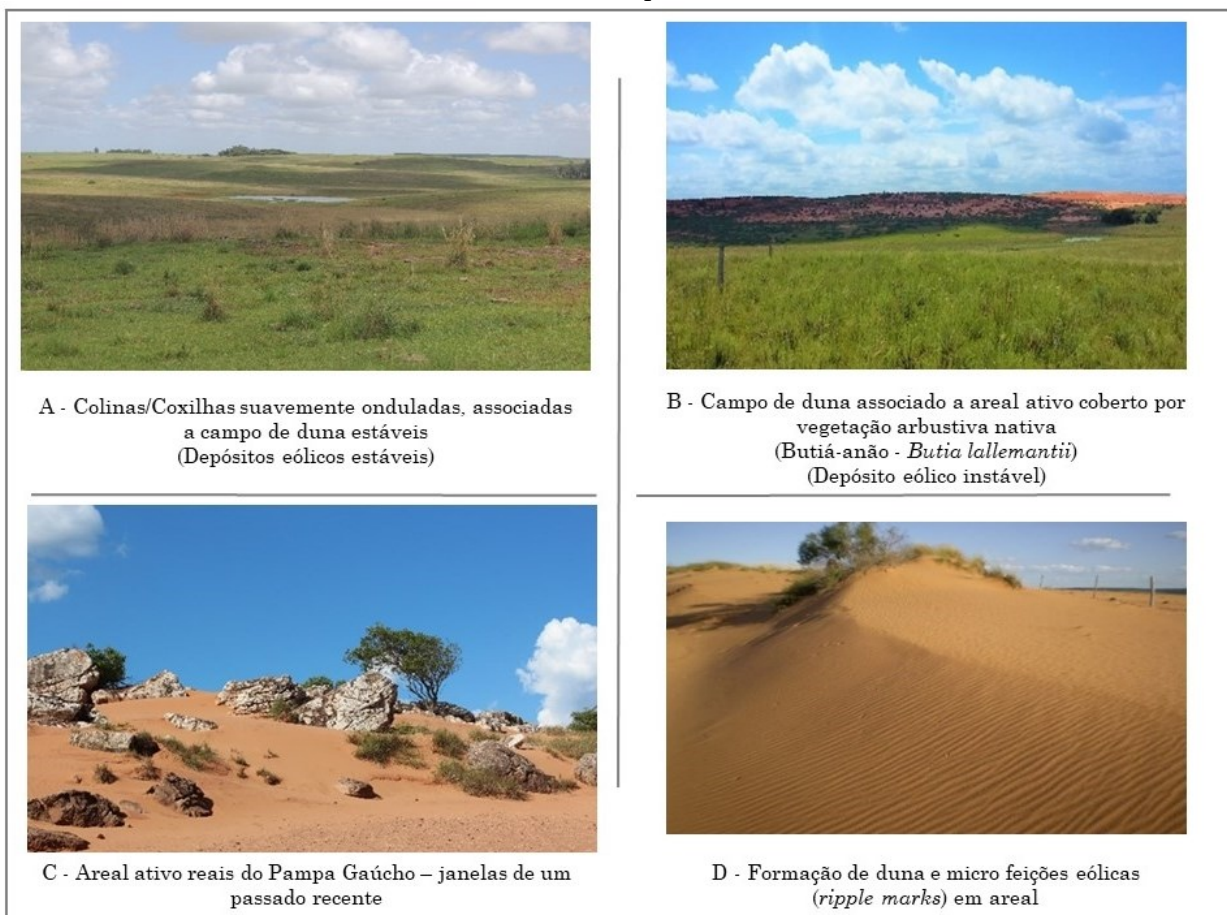 A - Colinas/Coxilhas suavemente onduladas, associadas
a campo de duna estáveis
(Depósitos eólicos estáveis)
B - Campo de duna associado a areal ativo coberto por
vegetação arbustiva nativa
(Butiá-anão - Butia lallemantii)
(Depósito eólico instável)
C - Areal ativo reais do Pampa Gaúcho – janelas de um
passado recente
D - Formação de duna e micro feições eólicas
(ripple marks) em areal